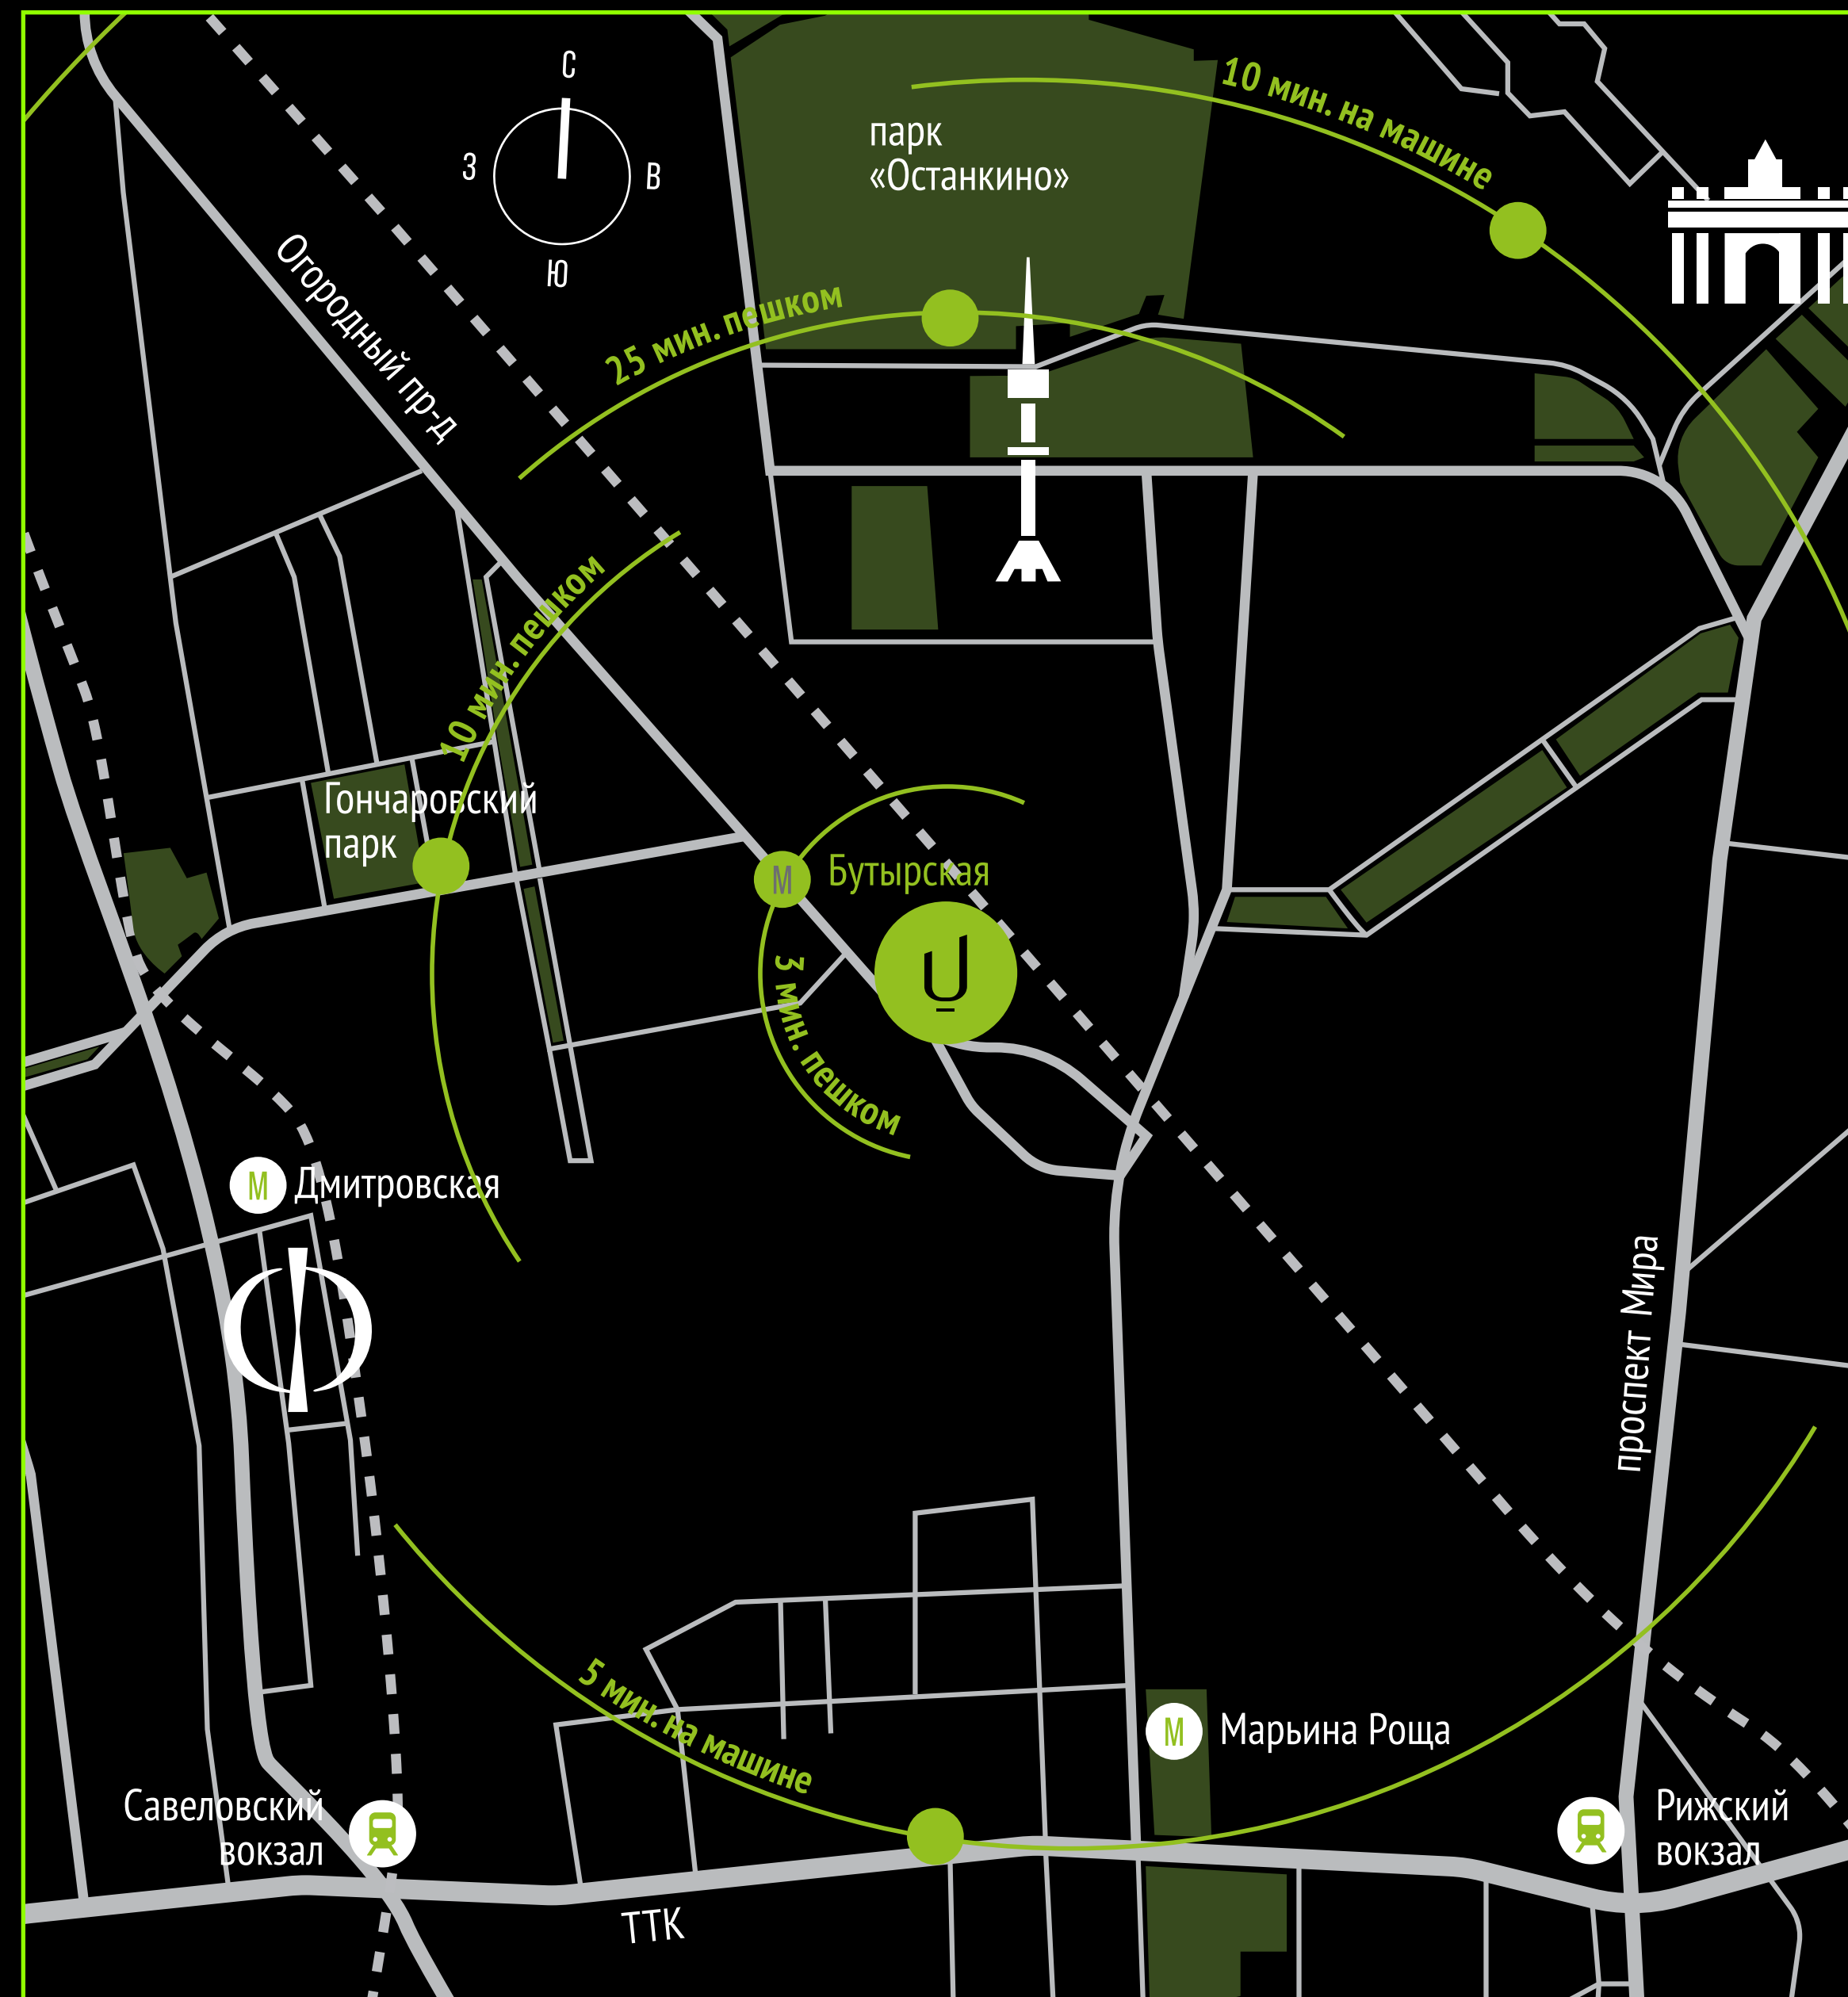 С
10 мин. на машине
парк
«Останкино»
З
В
Ю
Огородный пр-д
25 мин. пешком
10 мин. пешком
Гончаровский
парк
М
Бутырская
3 мин. пешком
М
Дмитровская
проспект Мира
5 мин. на машине
М
Марьина Роща
Савеловский
вокзал
Рижский
вокзал
ТТК